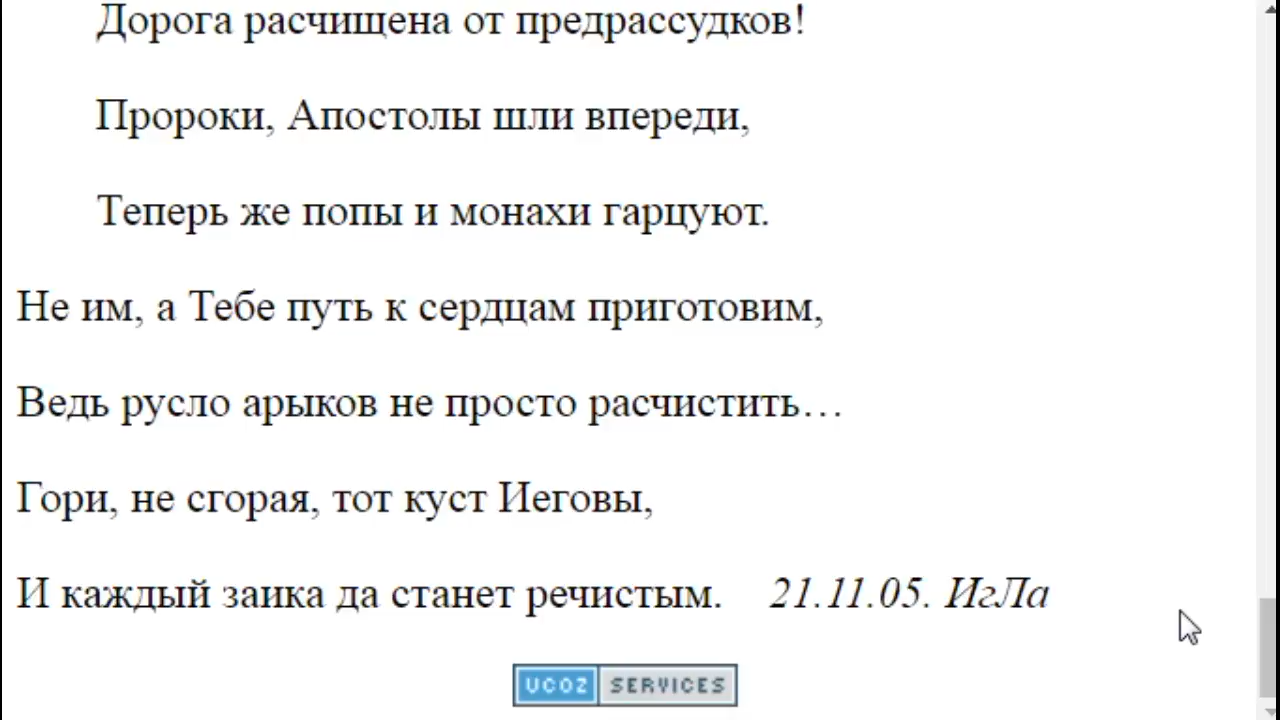 Дорога расчищена от предрассудков!
Пророки, Апостолы шли впереди,
Теперь же попы и монахи гарцуют.
Не им, а Тебе путь к сердцам приготовим,
Ведь русло арыков не просто расчистить…
Гори, не сгорая, тот куст Иеговы,
И каждый заика да станет речистым. 21.11.05. ИгЛа
UCOZ SERVICES